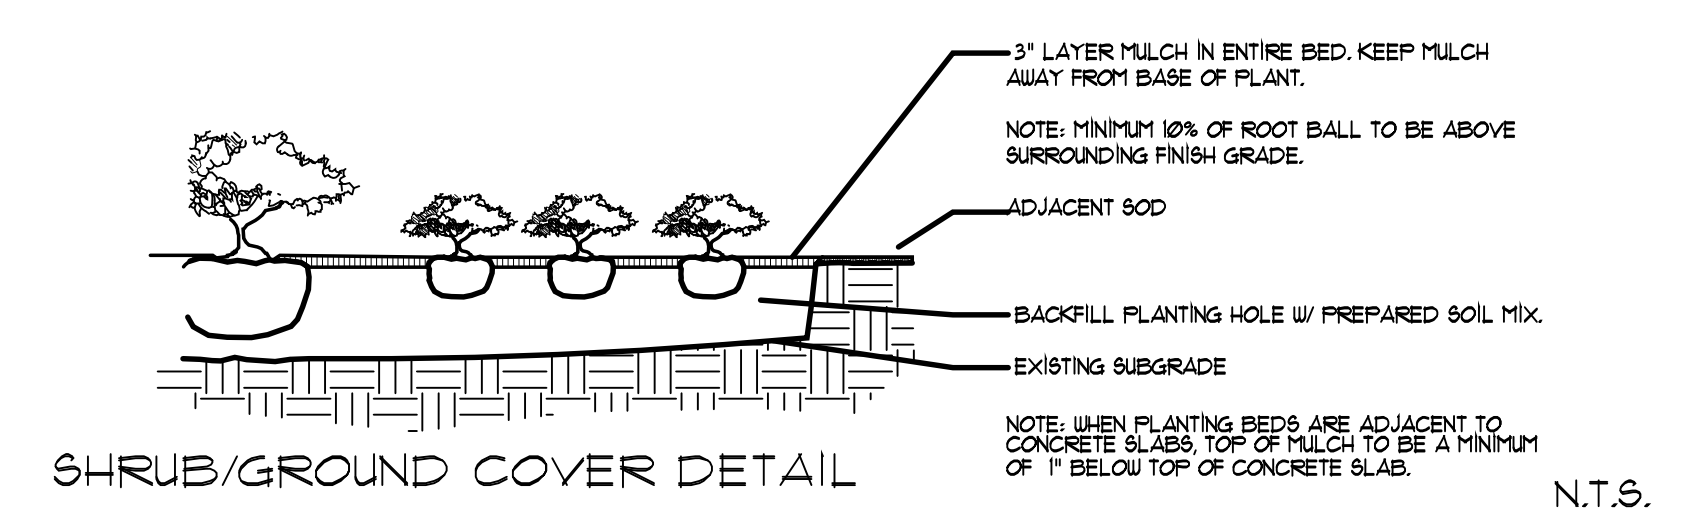 3" LAYER MULCH IN ENTIRE BED. KEEP MULCH
AWAY FROM BASE OF PLANT.
NOTE: MINIMUM 10% OF ROOT BALL TO BE ABOVE
SURROUNDING FINISH GRADE.
ADJACENT SOD
BACKFILL PLANTING HOLE W/ PREPARED SOIL MIX.
EXISTING SUBGRADE
NOTE: WHEN PLANTING BEDS ARE ADJACENT TO
CONCRETE SLABS, TOP OF MULCH TO BE A MINIMUM
OF 1" BELOW TOP OF CONCRETE SLAB.
SHRUB/GROUND COVER DETAIL
N.T.S.